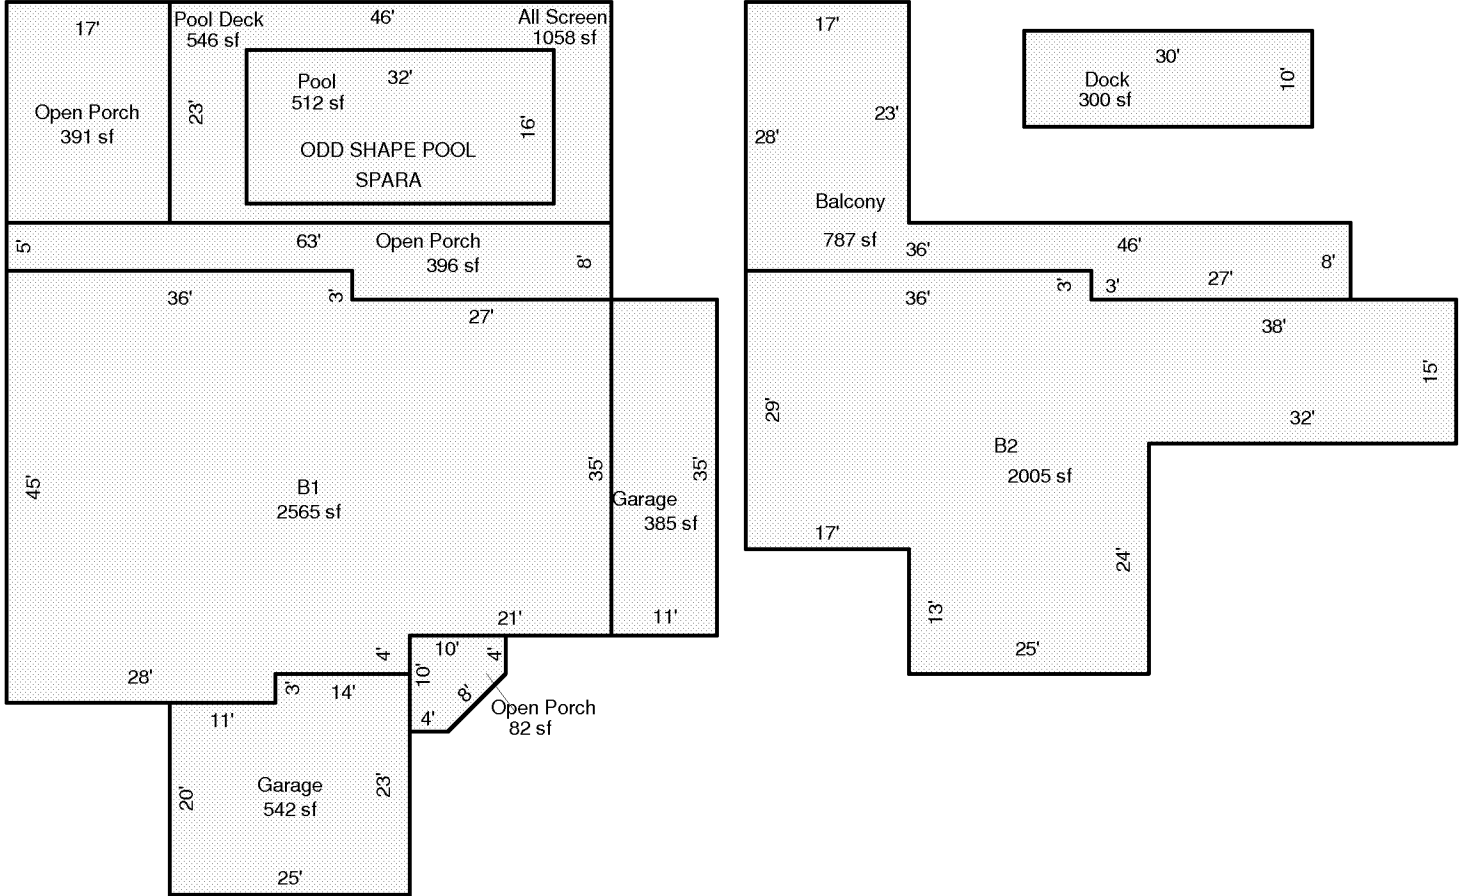 Pool Deck
546 sf
46'
All Screen
1058 sf
17'
Open Porch
391 sf
23'
Pool
512 sf
32'
16'
ODD SHAPE POOL
SPARA
5'
63'
Open Porch
396 sf
8'
36'
3'
27'
45'
B1
2565 sf
35'
35'
Garage
385 sf
21'
11'
28'
3'
14'
4'
10'
10'
4'
8'
4'
Open Porch
82 sf
11'
20'
Garage
542 sf
23'
25'
17'
28'
23'
Balcony
787 sf
36'
46'
8'
27'
3'
3'
36'
38'
15'
29'
32'
B2
2005 sf
17'
24'
13'
25'
30'
Dock
300 sf
10'